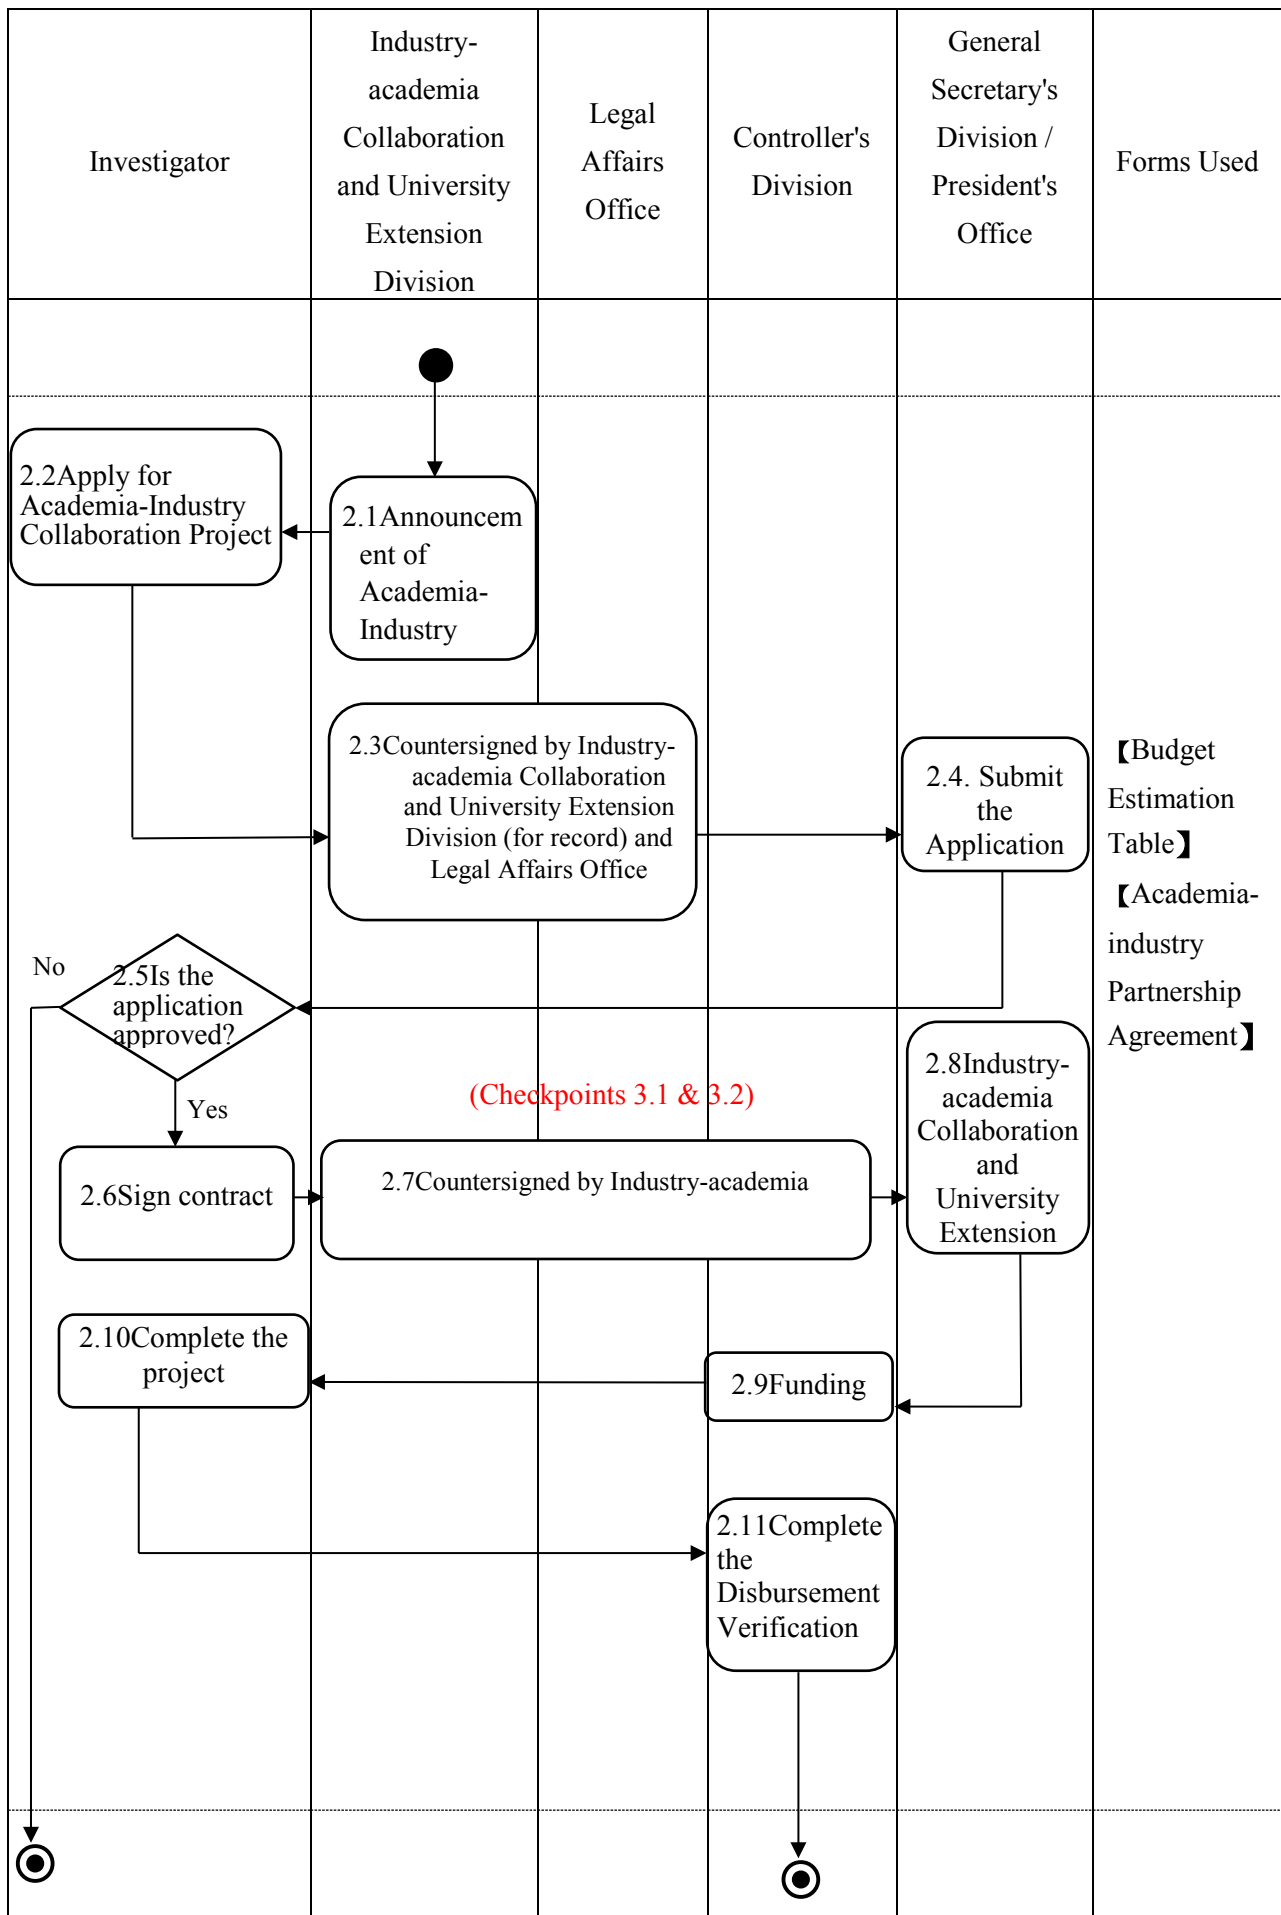 Investigator
Industry-
academia
Collaboration
and University
Extension
Division
Legal
Affairs
Office
Controller's
Division
General
Secretary's
Division /
President's
Office
Forms Used
2.2Apply for
Academia-Industry
Collaboration Project
2.1Announcem
ent of
Academia-
Industry
2.3Countersigned by Industry-
academia Collaboration
and University Extension
Division (for record) and
Legal Affairs Office
2.4. Submit
the
Application
【Budget
Estimation
Table】
【Academia-
industry
Partnership
Agreement】
No
2.5Is the
application
approved?
Yes
(Checkpoints 3.1 & 3.2)
2.6Sign contract
2.7Countersigned by Industry-academia
2.8Industry-
academia
Collaboration
and
University
Extension
2.10Complete the
project
2.9Funding
2.11Complete
the
Disbursement
Verification